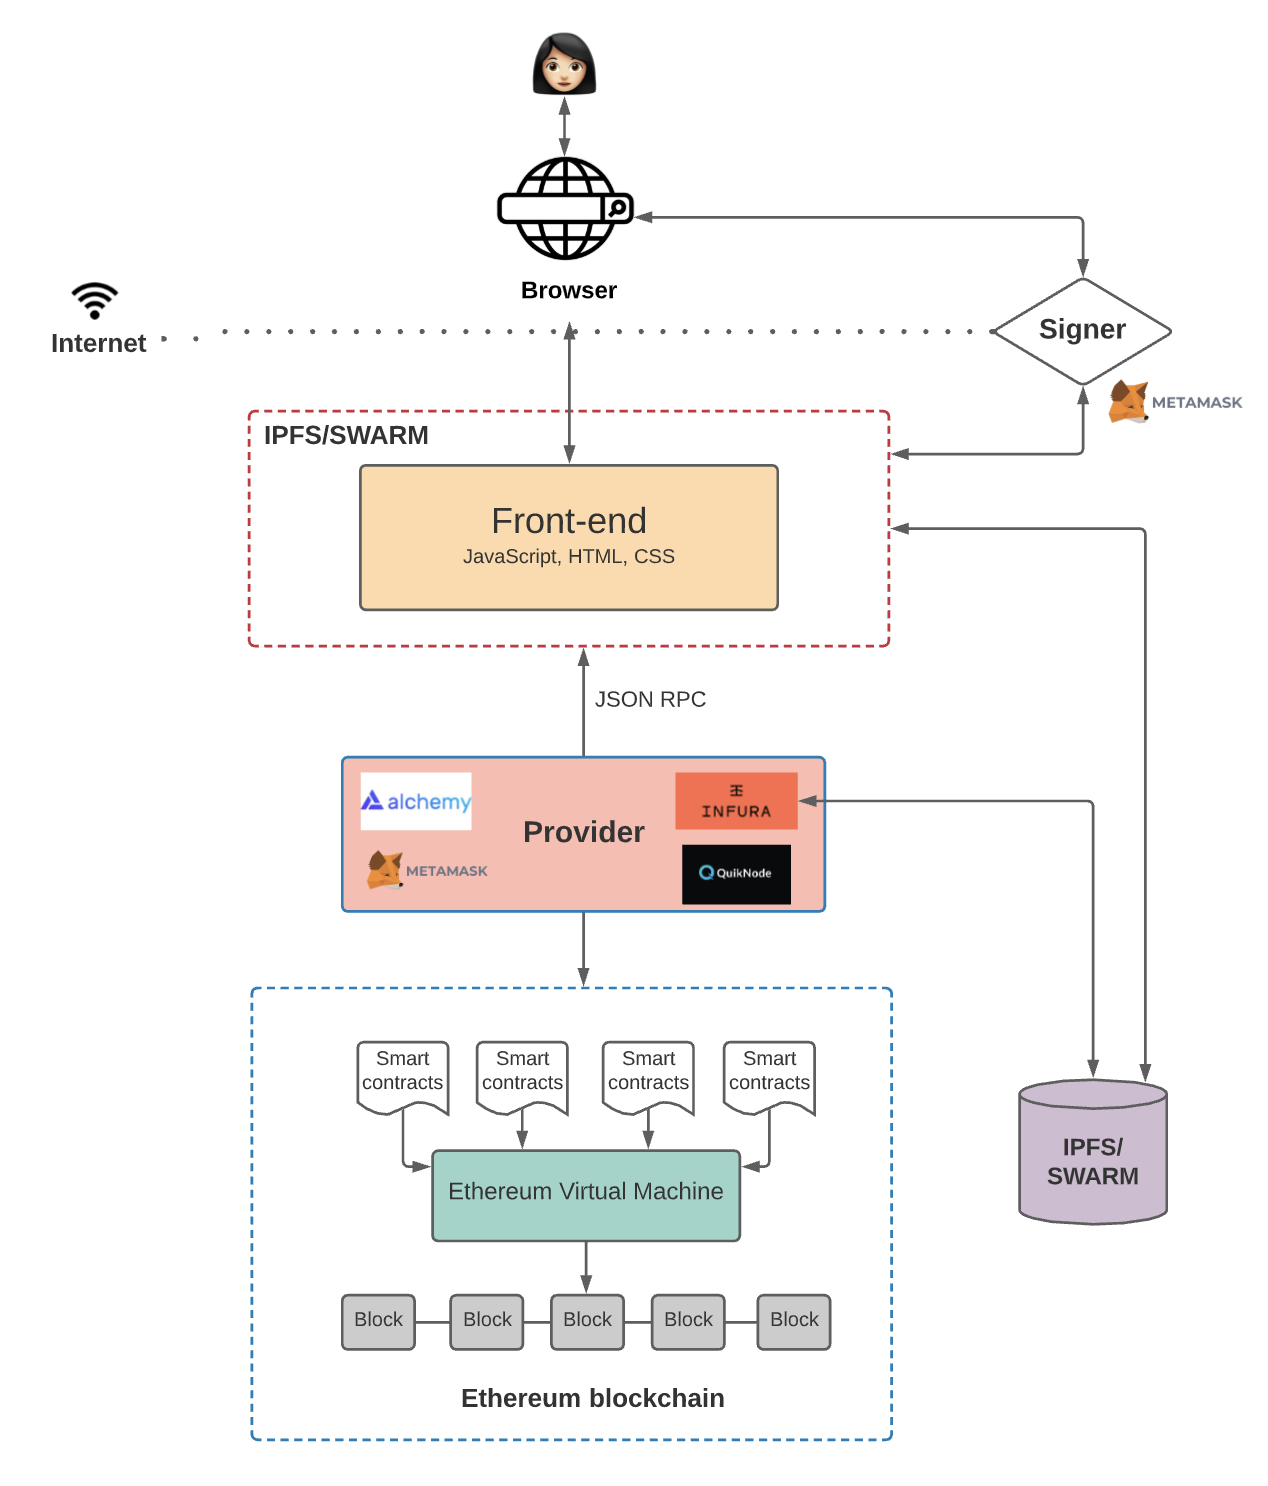 Browser
Internet
Signer
METAMASK
IPFS/SWARM
Front-end
JavaScript, HTML, CSS
JSON RPC
alchemy
INFURA
Provider
METAMASK
QuikNode
Smart
contracts
Smart
contracts
Smart
contracts
Smart
contracts
IPFS/
SWARM
Ethereum Virtual Machine
Block
Block
Block
Block
Block
Ethereum blockchain